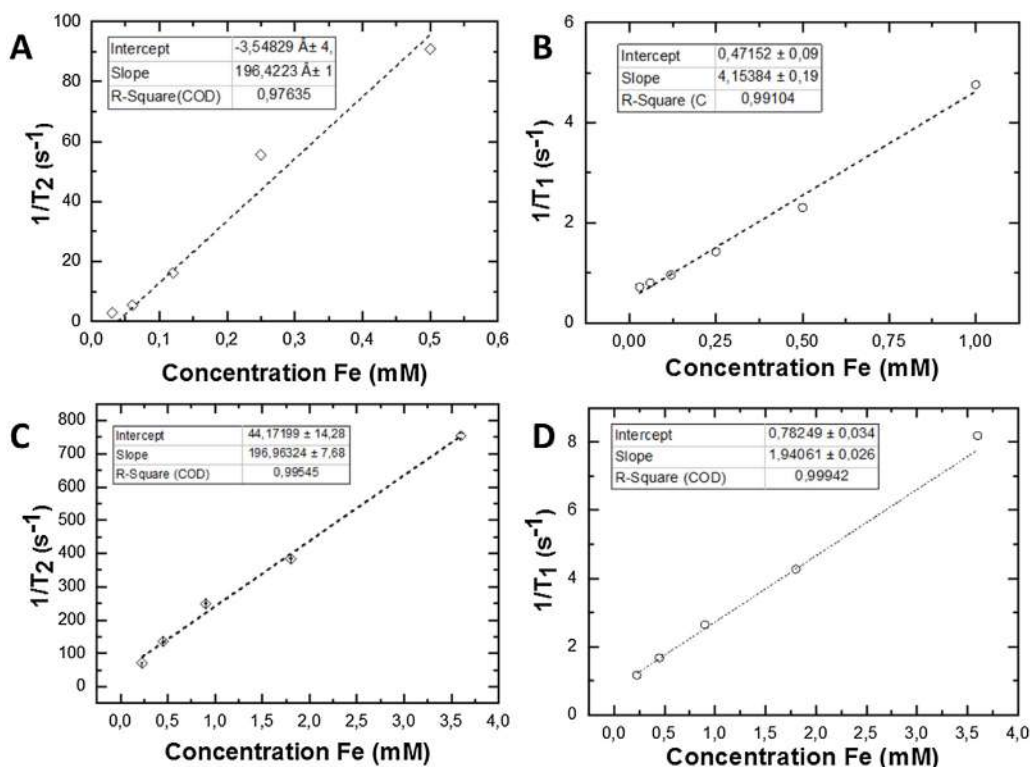 A
Intercept -3,54829 Å± 4,
Slope 196,4223 Å± 1
R-Square(COD) 0,97635
1/T2 (s-1)
100
80
60
40
20
0
0,0 0,1 0,2 0,3 0,4 0,5 0,6
Concentration Fe (mM)
B
Intercept 0,47152 ± 0,09
Slope 4,15384 ± 0,19
R-Square (C 0,99104
1/T1 (s-1)
6
4
2
0
0,00 0,25 0,50 0,75 1,00
Concentration Fe (mM)
C
Intercept 44,17199 ± 14,28
Slope 196,96324 ± 7,68
R-Square (COD) 0,99545
1/T2 (s-1)
800
750
500
450
300
250
200
100
0
0,0 0,5 1,0 1,5 2,0 2,5 3,0 3,5 4,0
Concentration Fe (mM)
D
Intercept 0,78249 ± 0,034
Slope 1,94061 ± 0,026
R-Square (COD) 0,99942
1/T1 (s-1)
8
6
4
2
0
0,0 0,5 1,0 1,5 2,0 2,5 3,0 3,5 4,0
Concentration Fe (mM)